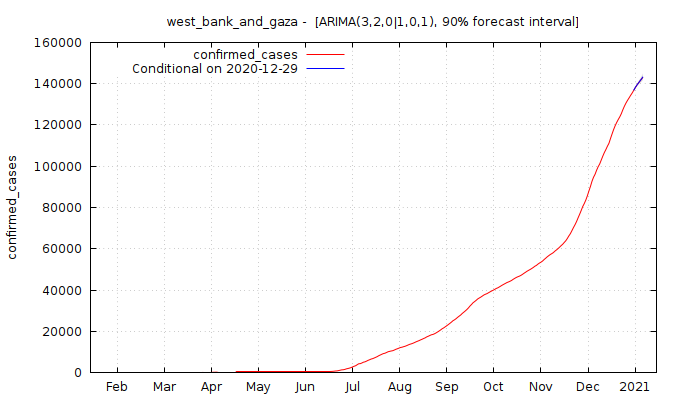 west_bank_and_gaza -  [ARIMA(3,2,0|1,0,1), 90% forecast interval]
confirmed_cases
Conditional on 2020-12-29
confirmed_cases
160000
140000
120000
100000
80000
60000
40000
20000
0
Feb Mar Apr May Jun Jul Aug Sep Oct Nov Dec 2021